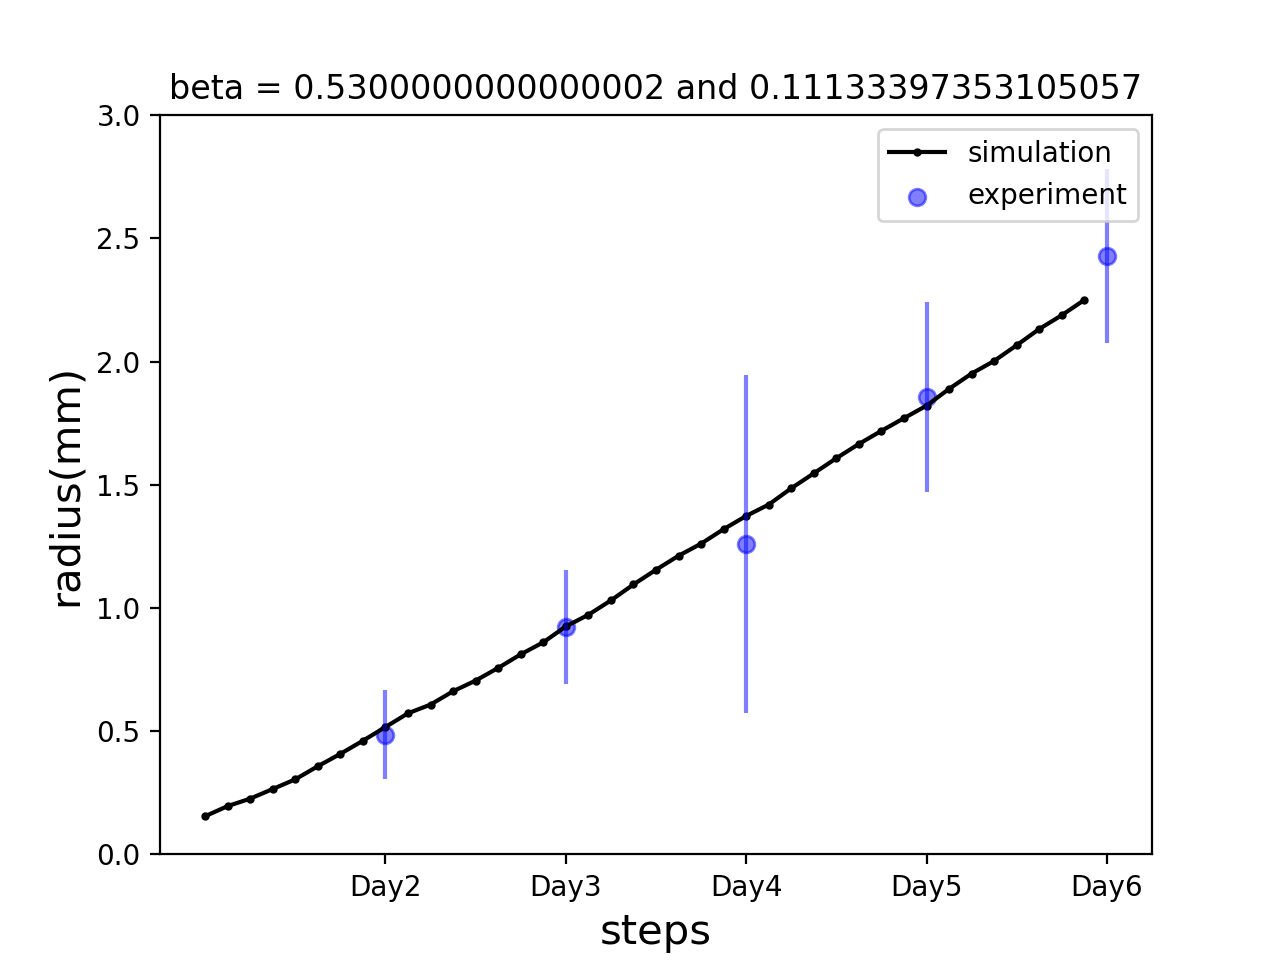 beta = 0.5300000000000002 and 0.11133397353105057
3.0
2.5
2.0
1.5
1.0
0.5
0.0
radius(mm)
simulation
experiment
Day2 Day3 Day4 Day5 Day6
steps